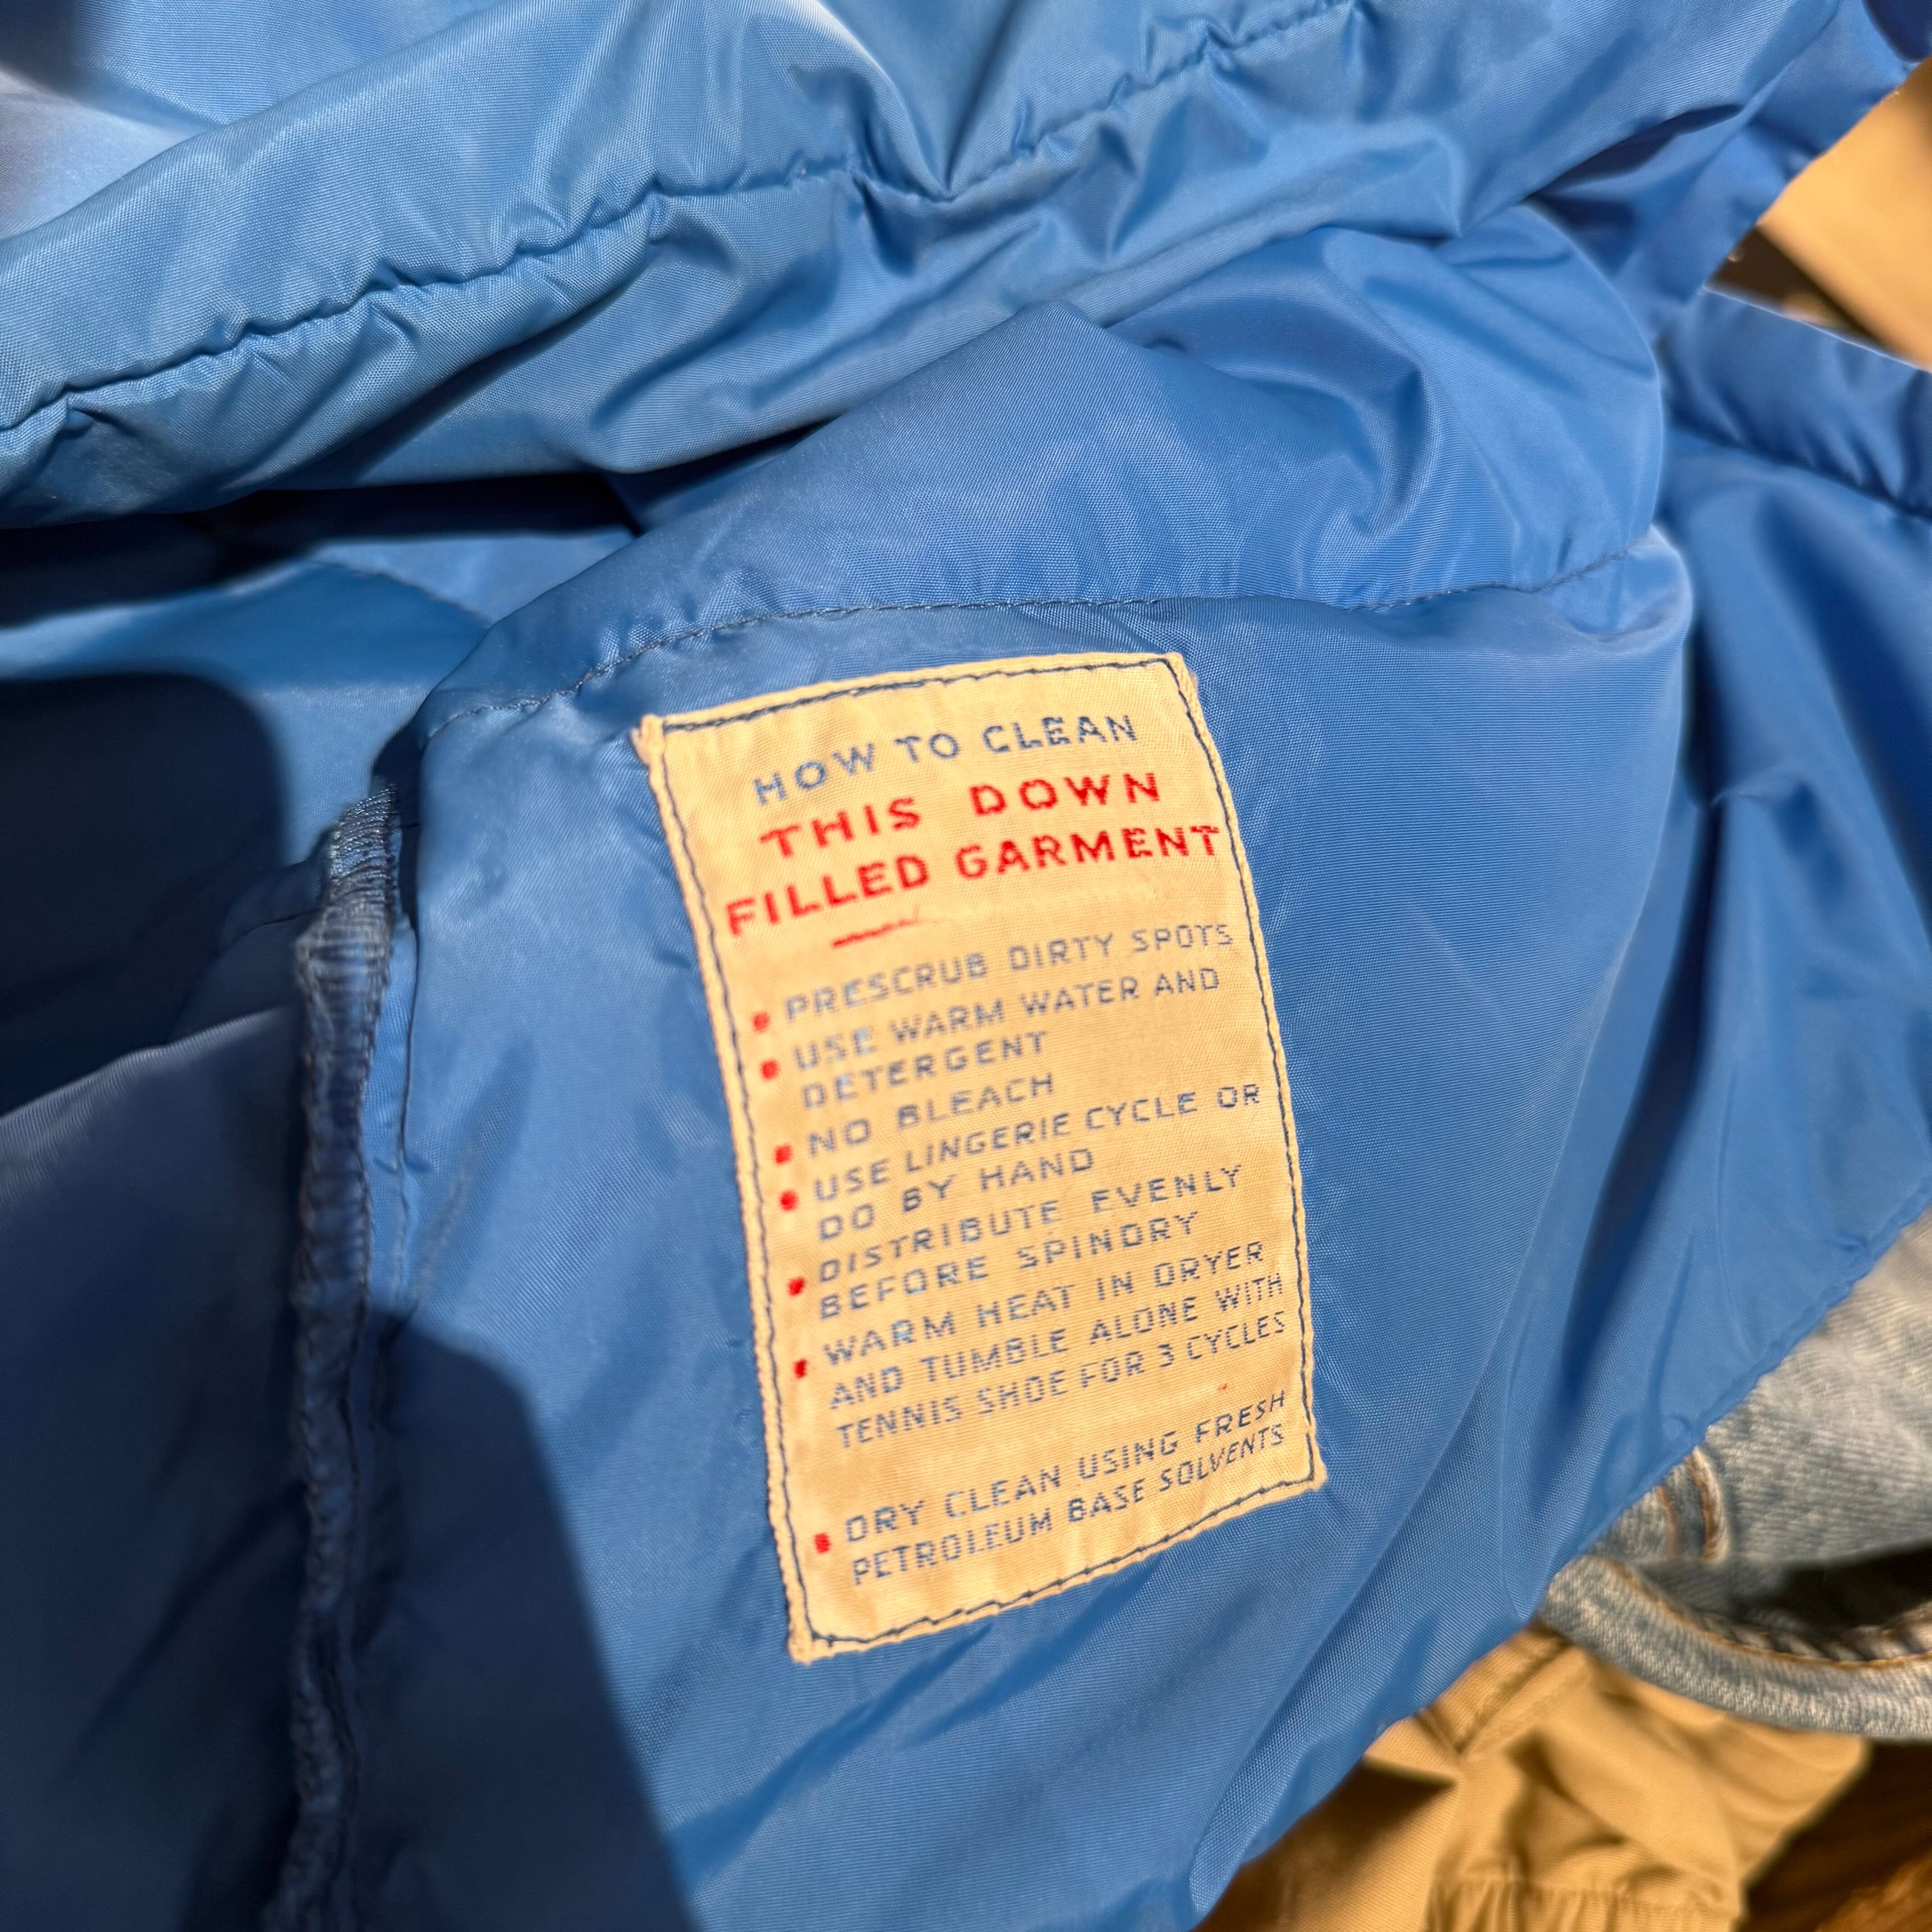 HOW TO CLEAN
THIS DOWN
FILLED GARMENT
▪ PRESCRUB DIRTY SPOTS
▪ USE WARM WATER AND
DETERGENT
▪ NO BLEACH
▪ USE LINGERIE CYCLE OR
DO BY HAND
▪ DISTRIBUTE EVENLY
BEFORE SPINDRY
▪ WARM HEAT IN DRYER
AND TUMBLE ALONE WITH
TENNIS SHOE FOR 3 CYCLES
▪ DRY CLEAN USING FRESH
PETROLEUM BASE SOLVENTS